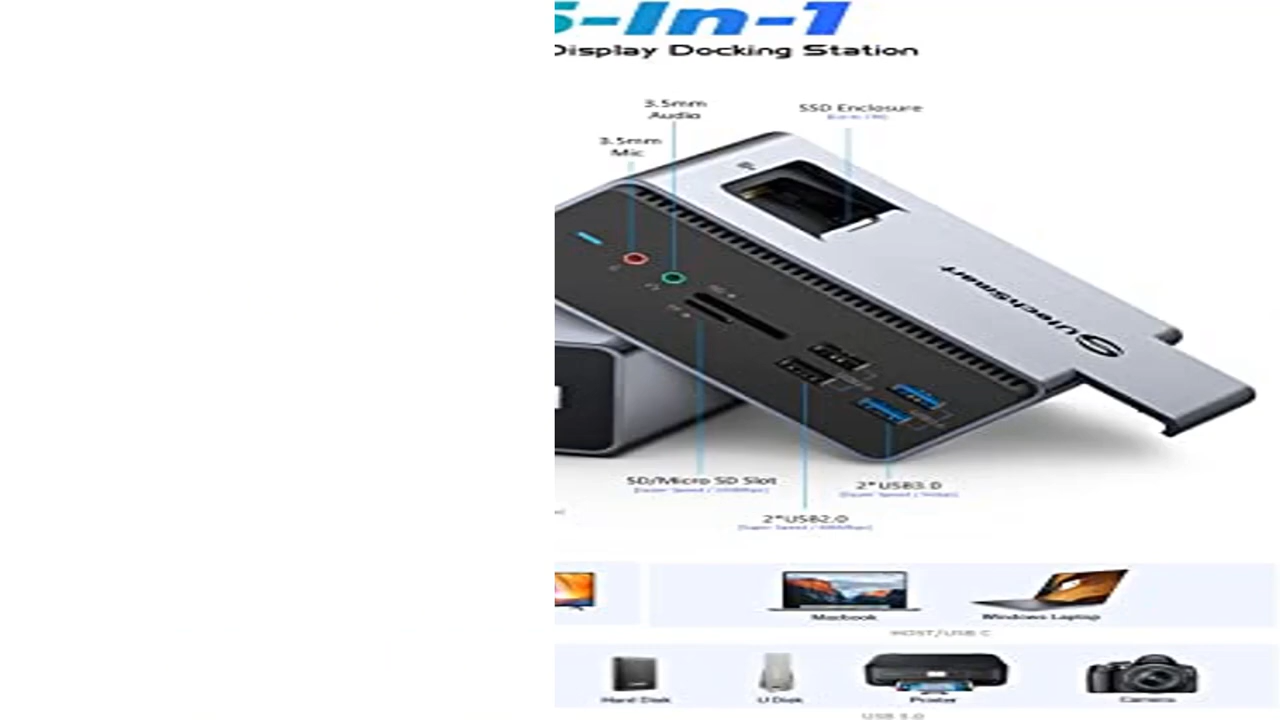 5-In-1
Display Docking Station
3.5mm
Audio
SSD Enclosure
3.5mm
Mic
UtechSmart
SD/Micro SD Slot
2*USB3.0
2*USB2.0
Macbook
Windows Laptop
HOST/USB C
Hard Disk
U Disk
Printer
Camera
USB 3.0